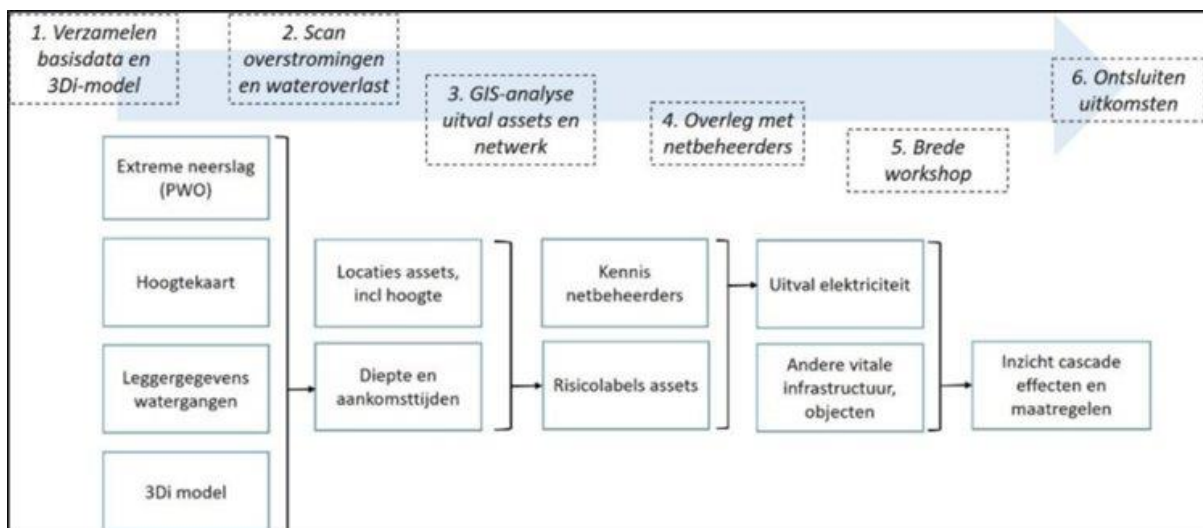 1. Verzamelen
basisdata en
3Di-model
2. Scan
overstromingen
en wateroverlast
3. GIS-analyse
uitval assets en
netwerk
4. Overleg met
netbeheerders
5. Brede
workshop
6. Ontsluiten
uitkomsten
Extreme neerslag
(PWO)
Hoogtekaart
Leggergegevens
watergangen
3Di model
Locaties assets,
incl hoogte
Diepte en
aankomsttijden
Kennis
netbeheerders
Risicolabels assets
Uitval elektriciteit
Andere vitale
infrastructuur,
objecten
Inzicht cascade
effecten en
maatregelen